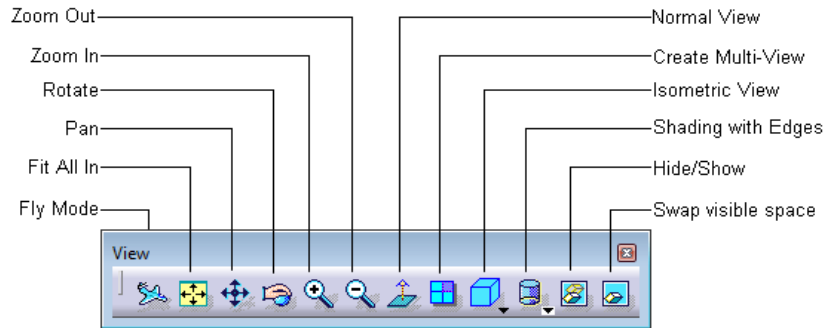 Zoom Out
Normal View
Zoom In
Create Multi-View
Rotate
Isometric View
Pan
Shading with Edges
Fit All In
Hide/Show
Fly Mode
Swap visible space
View